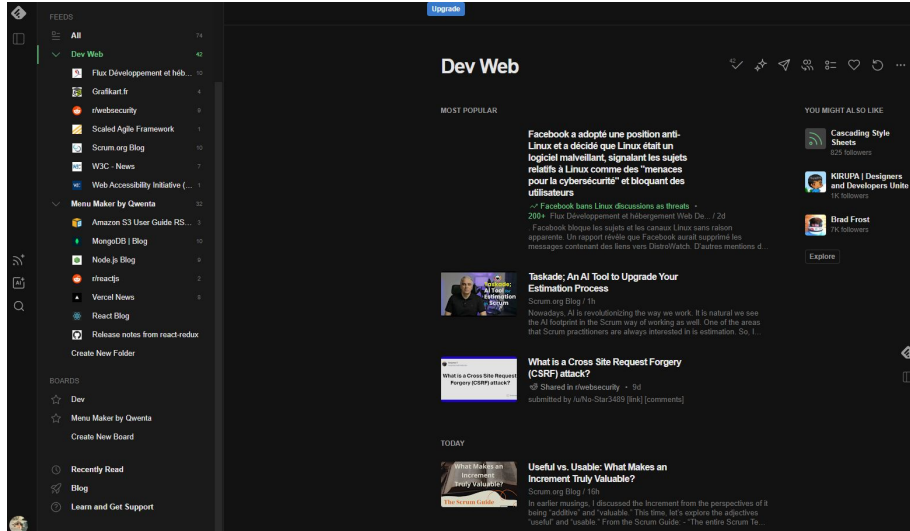 Upgrade
FEEDS
All 74
Dev Web 42
Flux Développement et héb... 10
Grafikart.fr 4
r/websecurity 9
Scaled Agile Framework 1
Scrum.org Blog 10
W3C - News 7
Web Accessibility Initiative (... 1
Menu Maker by Qwenta 32
Amazon S3 User Guide RS... 3
MongoDB | Blog 10
Node.js Blog 9
r/reactjs 2
Vercel News 8
React Blog
Release notes from react-redux
Create New Folder
BOARDS
Dev
Menu Maker by Qwenta
Create New Board
Recently Read
Blog
Learn and Get Support
Dev Web
42
MOST POPULAR
Facebook a adopté une position anti-
Linux et a décidé que Linux était un
logiciel malveillant, signalant les sujets
relatifs à Linux comme des "menaces
pour la cybersécurité" et bloquant des
utilisateurs
Facebook bans Linux discussions as threats •
200+ Flux Développement et hébergement Web De... / 2d
. Facebook bloque les sujets et les canaux Linux sans raison
apparente. Un rapport révèle que Facebook aurait supprimé les
messages contenant des liens vers DistroWatch. D'autres mentions d...
Taskade;
AI Tool for
Estimation
Scrum
Taskade; An AI Tool to Upgrade Your
Estimation Process
Scrum.org Blog / 1h
Nowadays, AI is revolutionizing the way we work. It is natural we see
the AI footprint in the Scrum way of working as well. One of the areas
that Scrum practitioners are always interested in is estimation. So, I...
What is a Cross Site Request
Forgery (CSRF) attack?
What is a Cross Site Request Forgery
(CSRF) attack?
Shared in r/websecurity • 9d
submitted by /u/No-Star3489 [link] [comments]
TODAY
What Makes an
Increment
Truly Valuable?
The Scrum Guide
Useful vs. Usable: What Makes an
Increment Truly Valuable?
Scrum.org Blog / 16h
In earlier musings, I discussed the Increment from the perspectives of it
being "additive" and "valuable." This time, let's explore the adjectives
"useful" and "usable." From the Scrum Guide: - "The entire Scrum Te...
YOU MIGHT ALSO LIKE
Cascading Style
Sheets
825 followers
KIRUPA | Designers
and Developers Unite
1K followers
Brad Frost
7K followers
Explore